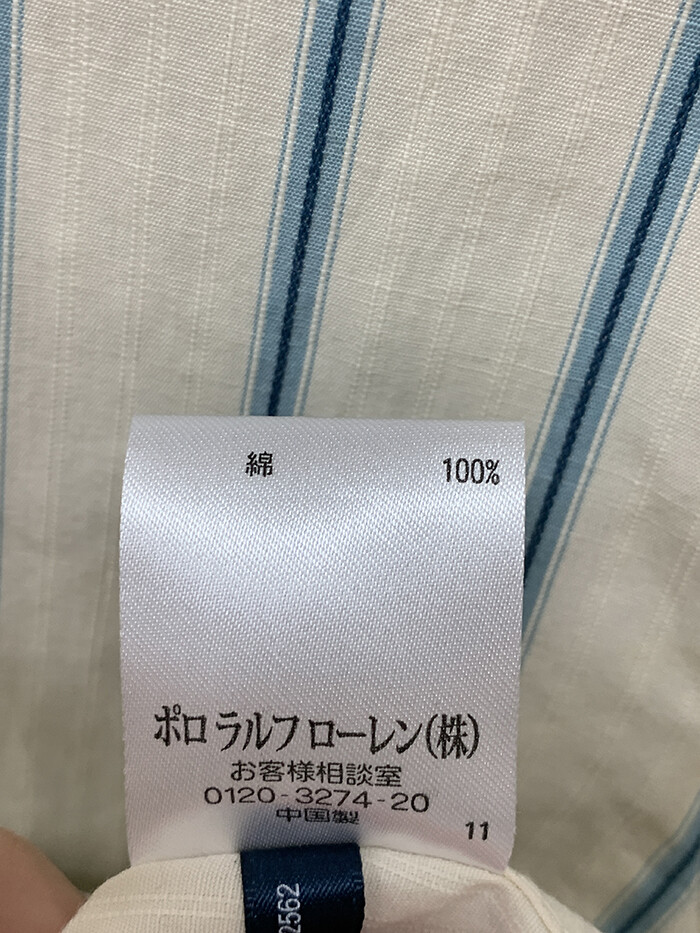 綿 100%
ポロ ラルフ ローレン(株)
お客様相談室
0120-3274-20
中国製
11
2562